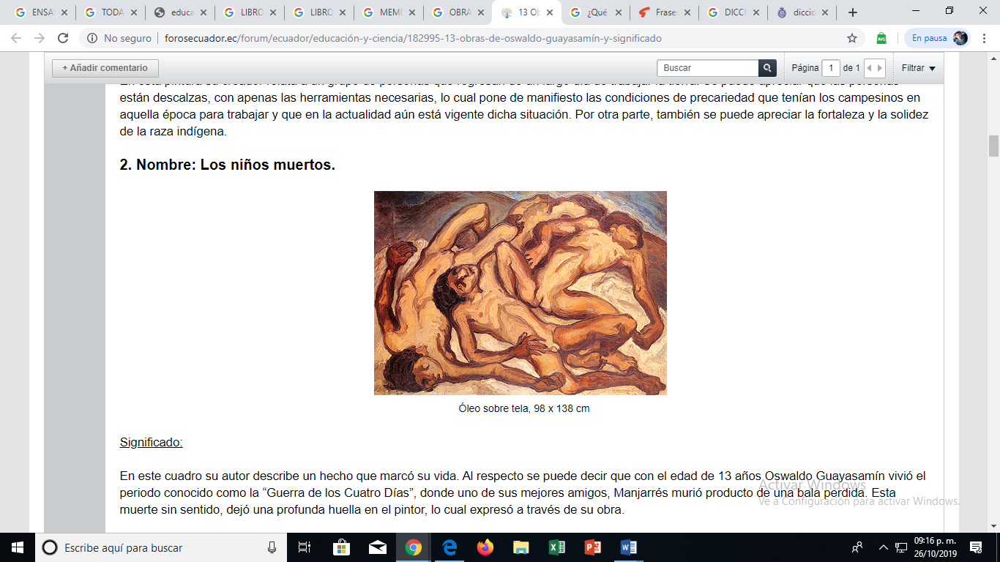 ENSA
TODA
educa
LIBRO
LIBRO
MEME
OBRA
13 Ob
¿Qué
Frase
DICCI
diccio
No seguro
forosecuador.ec/forum/ecuador/educación-y-ciencia/182995-13-obras-de-oswaldo-guayasamín-y-significado
En pausa
+ Añadir comentario
Buscar
Página 1 de 1
Filtrar
están descalzas, con apenas las herramientas necesarias, lo cual pone de manifiesto las condiciones de precariedad que tenían los campesinos en
aquella época para trabajar y que en la actualidad aún está vigente dicha situación. Por otra parte, también se puede apreciar la fortaleza y la solidez
de la raza indígena.
2. Nombre: Los niños muertos.
Óleo sobre tela, 98 x 138 cm
Significado:
En este cuadro su autor describe un hecho que marcó su vida. Al respecto se puede decir que con el edad de 13 años Oswaldo Guayasamín vivió el
periodo conocido como la “Guerra de los Cuatro Días”, donde uno de sus mejores amigos, Manjarrés murió producto de una bala perdida. Esta
muerte sin sentido, dejó una profunda huella en el pintor, lo cual expresó a través de su obra.
Activar Windows
Ve a Configuración para activar Windows.
Escribe aquí para buscar
09:16 p. m.
26/10/2019